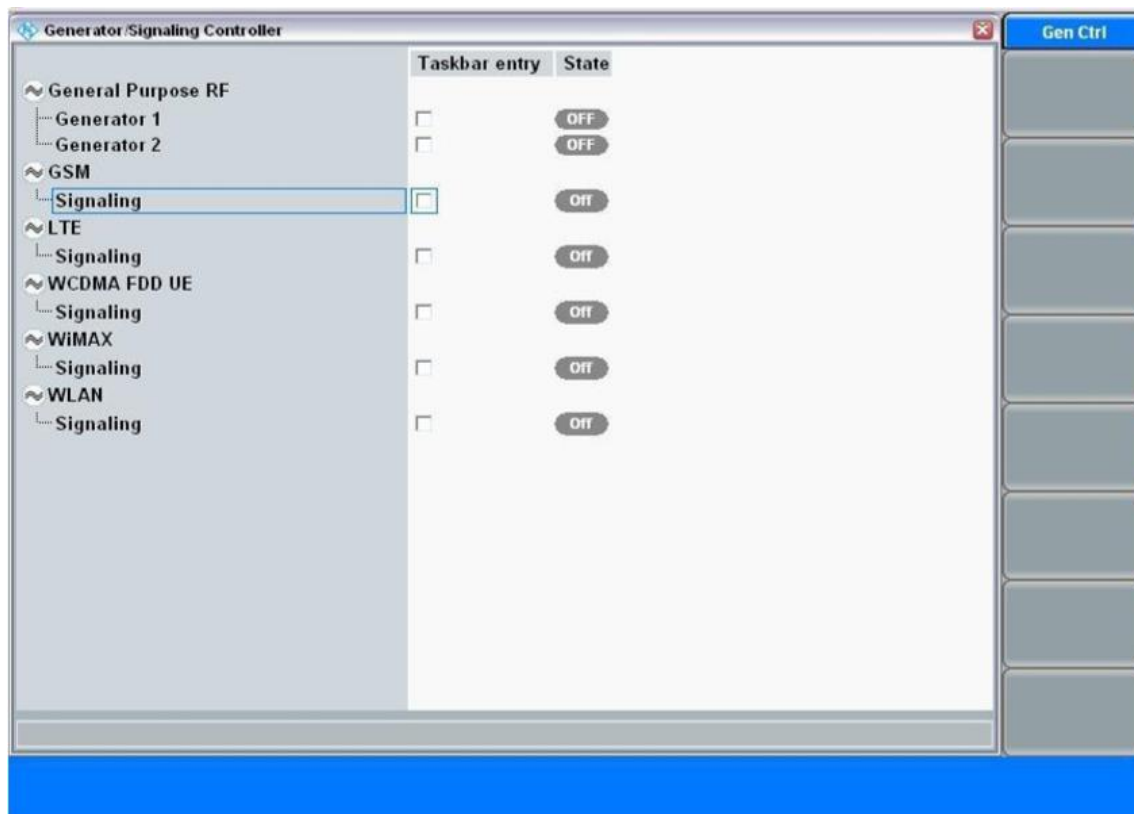 Generator/Signaling Controller
Gen Ctrl
Taskbar entry State
General Purpose RF
Generator 1 OFF
Generator 2 OFF
GSM
Signaling Off
LTE
Signaling Off
WCDMA FDD UE
Signaling Off
WiMAX
Signaling Off
WLAN
Signaling Off